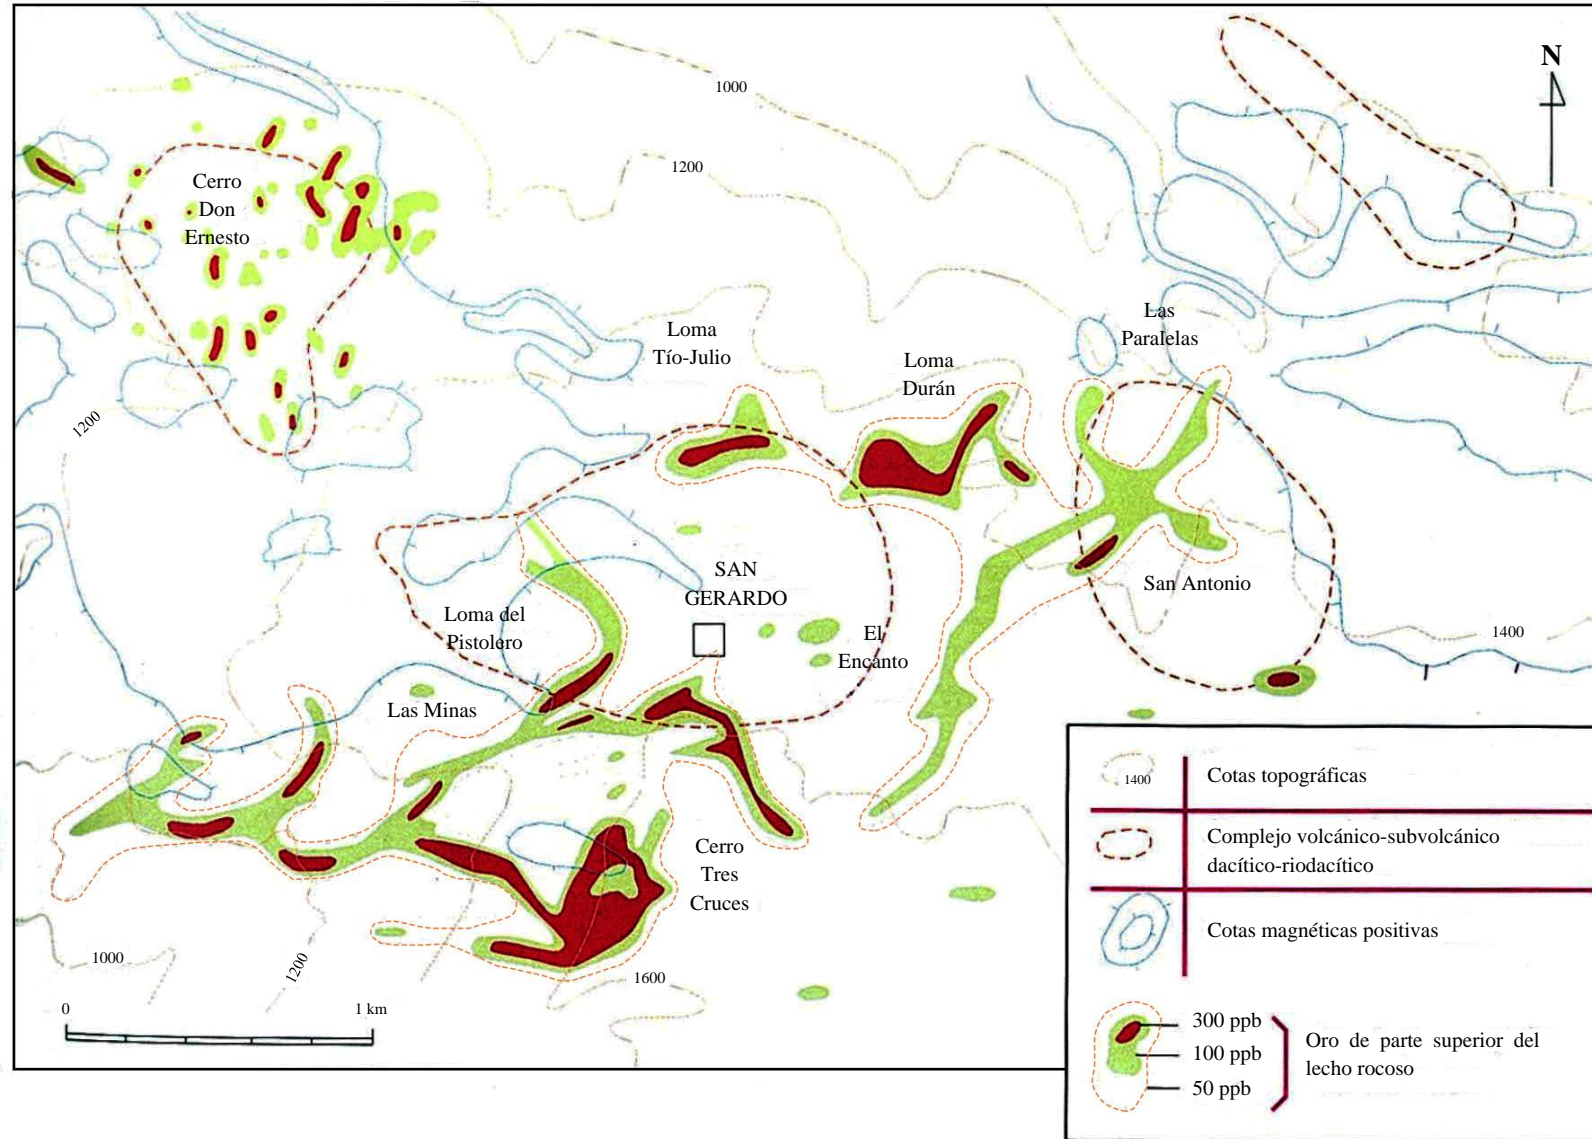 N
1000
1200
Cerro
Don
Ernesto
Las
Paralelas
Loma
Tío-Julio
Loma
Durán
1200
SAN
GERARDO
San Antonio
Loma del
Pistolero
El
Encanto
1400
Las Minas
Cerro
Tres
Cruces
1000
1200
1600
0
1 km
1400
Cotas topográficas
Complejo volcánico-subvolcánico
dacítico-riodacítico
Cotas magnéticas positivas
300 ppb
100 ppb
50 ppb
Oro de parte superior del
lecho rocoso